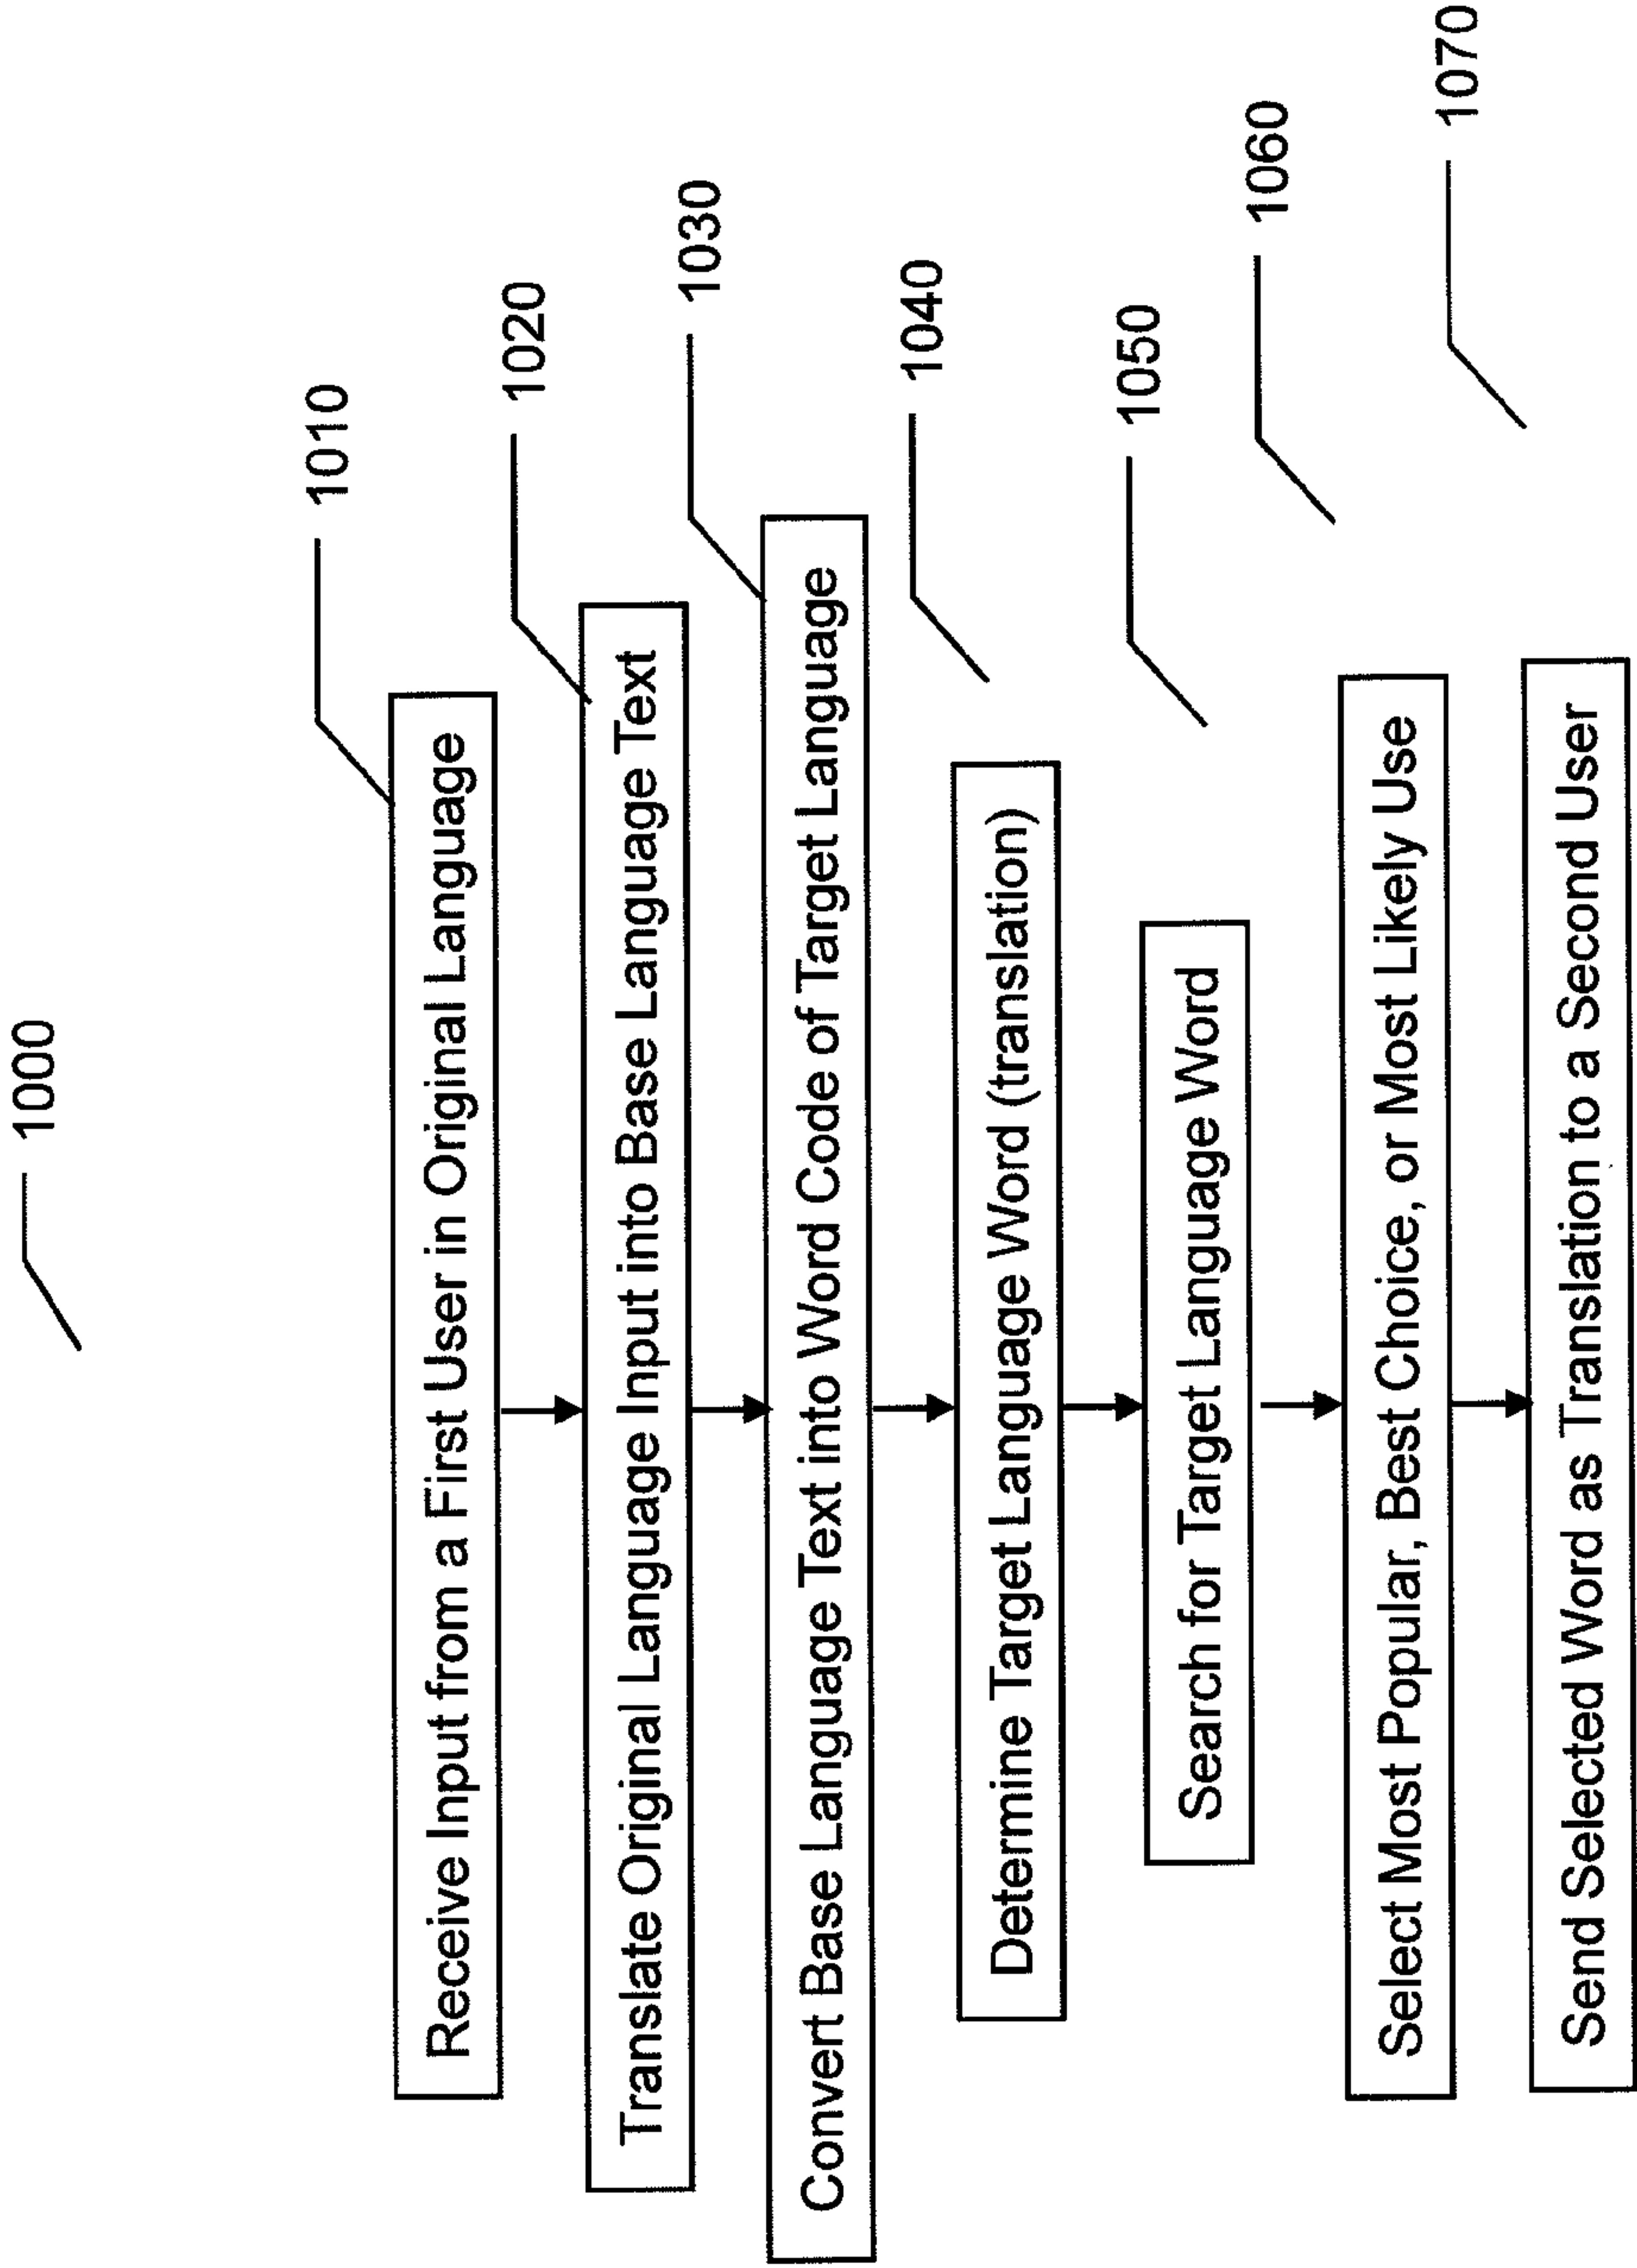 1000
1010
Receive Input from a First User in Original Language
1020
Translate Original Language Input into Base Language Text
1030
Convert Base Language Text into Word Code of Target Language
1040
Determine Target Language Word (translation)
1050
Search for Target Language Word
1060
Select Most Popular, Best Choice, or Most Likely Use
1070
Send Selected Word as Translation to a Second User